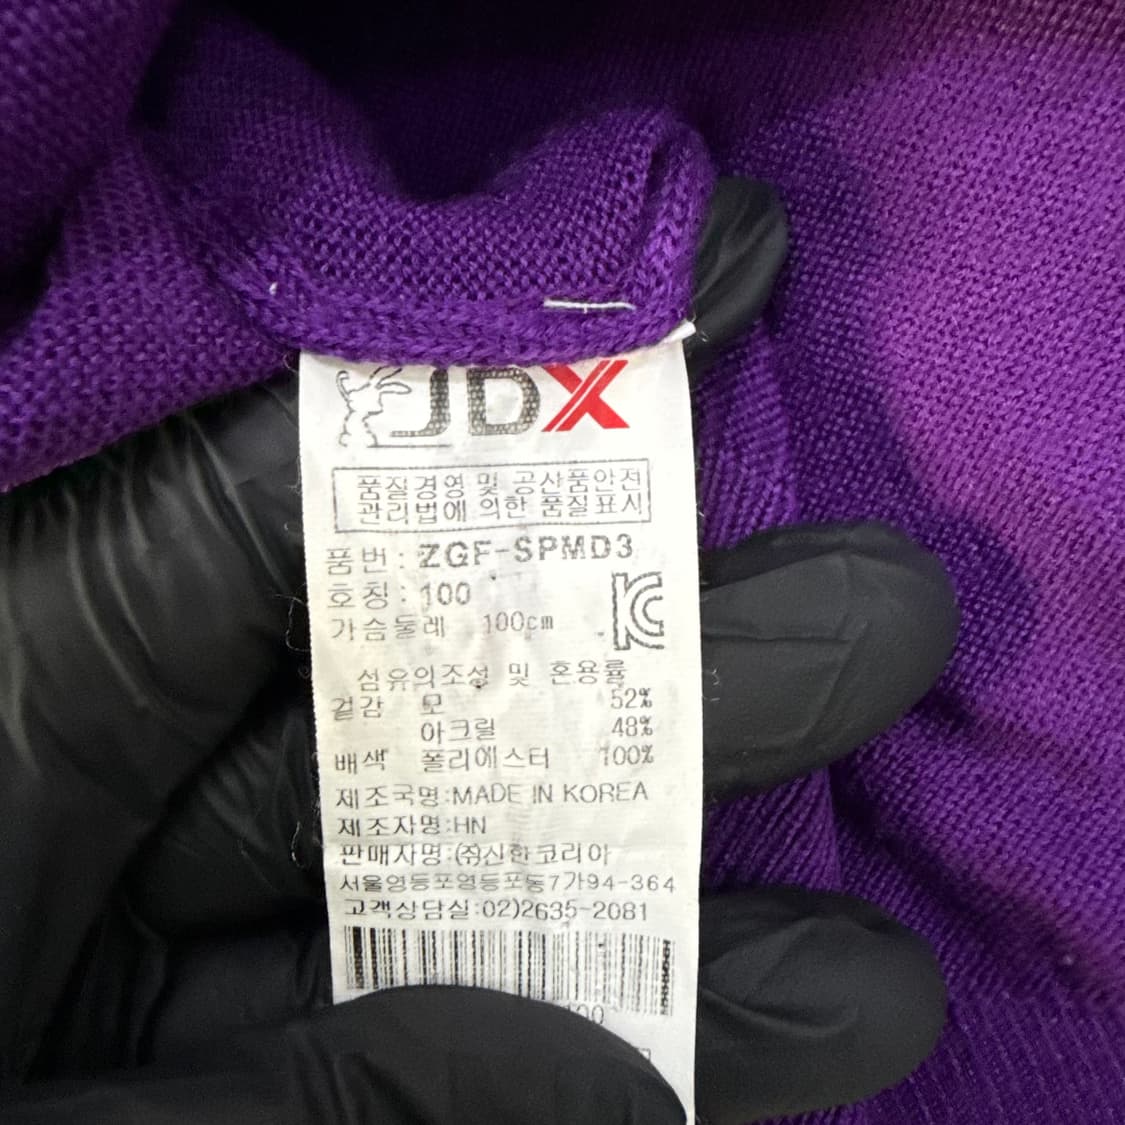 JDX
품질경영 및 공산품안전
관리법에 의한 품질표시
품번: ZGF-SPMD3
호칭: 100
가슴둘레 100cm
섬유의조성 및 혼용률
겉감 모 52%
아크릴 48%
배색 폴리에스터 100%
제조국명:MADE IN KOREA
제조자명:HN
판매자명:(주)신한코리아
서울영등포영등포동7가94-364
고객상담실:02)2635-2081